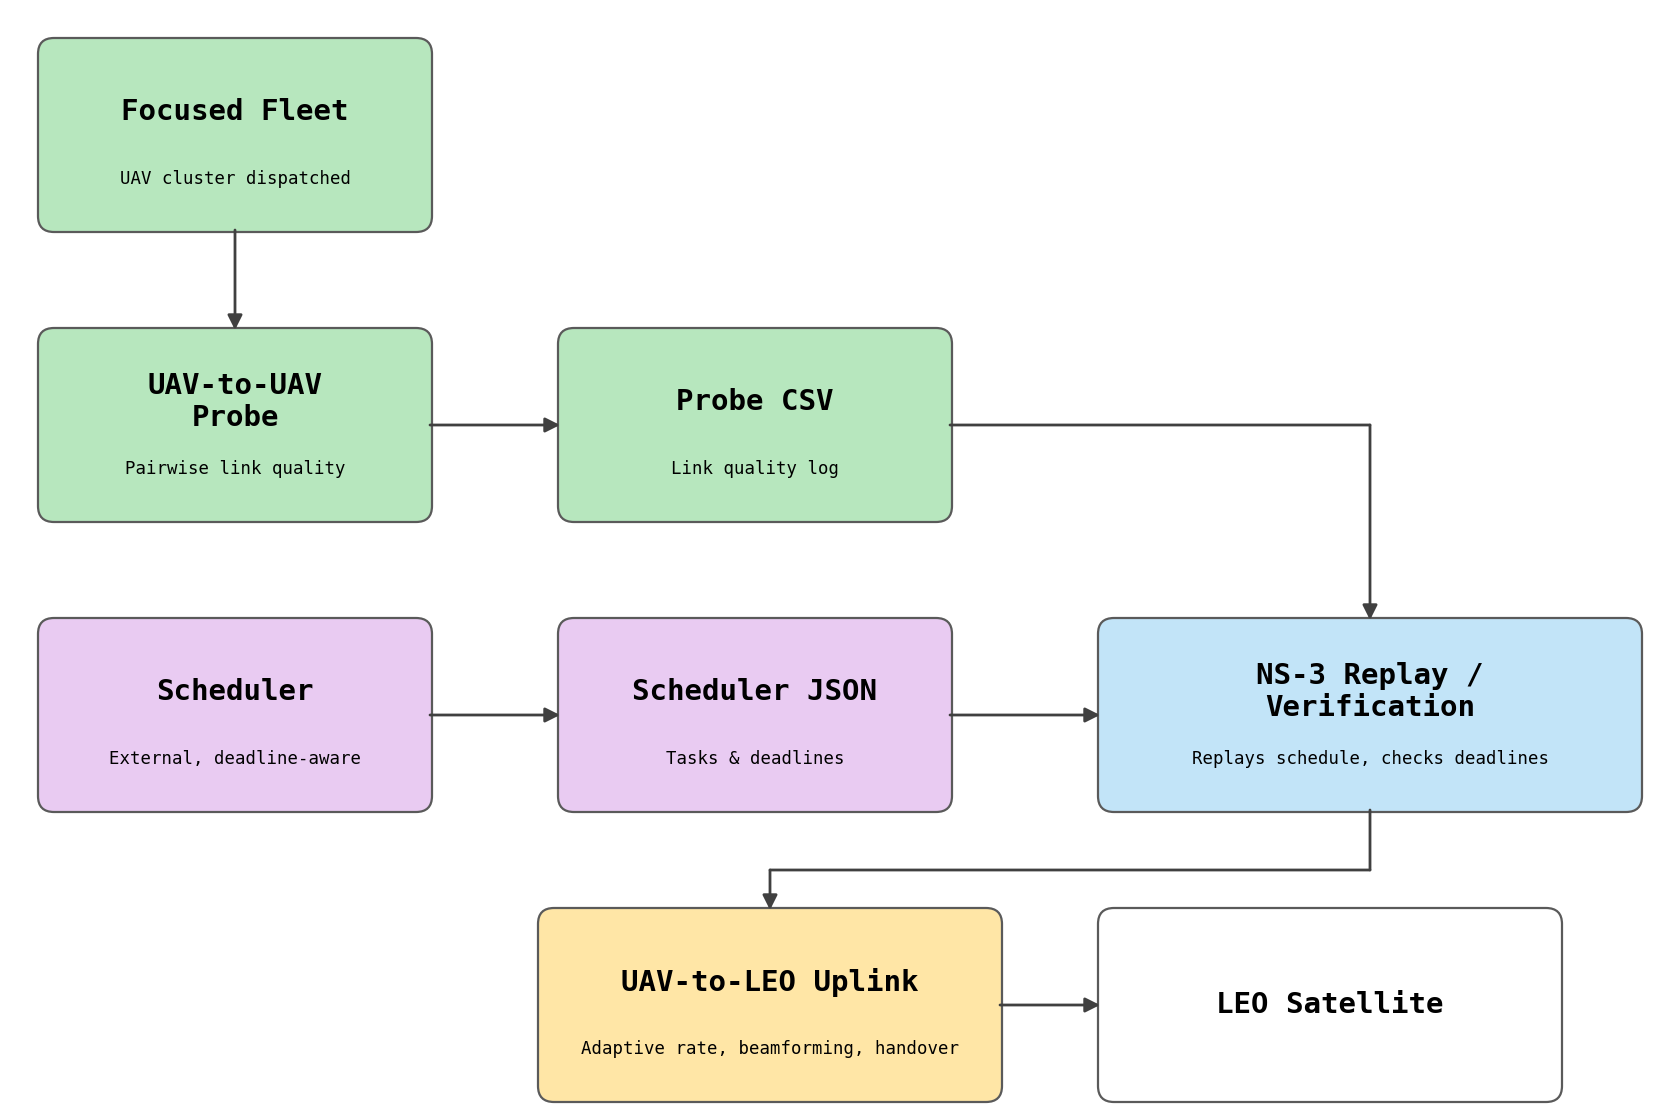 Focused Fleet
UAV cluster dispatched
UAV-to-UAV
Probe
Pairwise link quality
Probe CSV
Link quality log
Scheduler
External, deadline-aware
Scheduler JSON
Tasks & deadlines
NS-3 Replay /
Verification
Replays schedule, checks deadlines
UAV-to-LEO Uplink
Adaptive rate, beamforming, handover
LEO Satellite